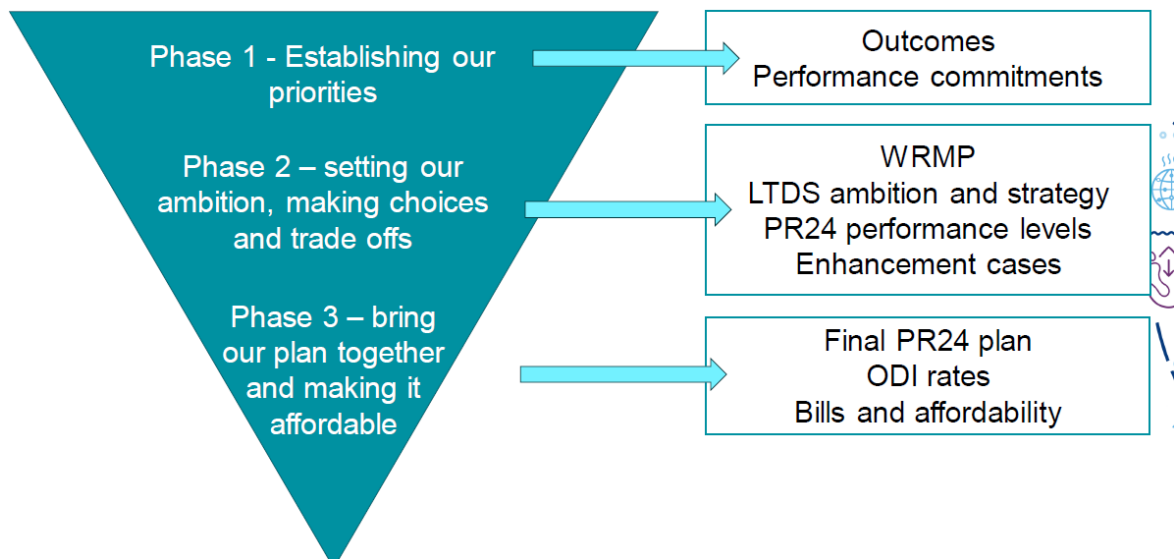 Phase 1 - Establishing our
priorities
Outcomes
Performance commitments
Phase 2 – setting our
ambition, making choices
and trade offs
WRMP
LTDS ambition and strategy
PR24 performance levels
Enhancement cases
Phase 3 – bring
our plan together
and making it
affordable
Final PR24 plan
ODI rates
Bills and affordability